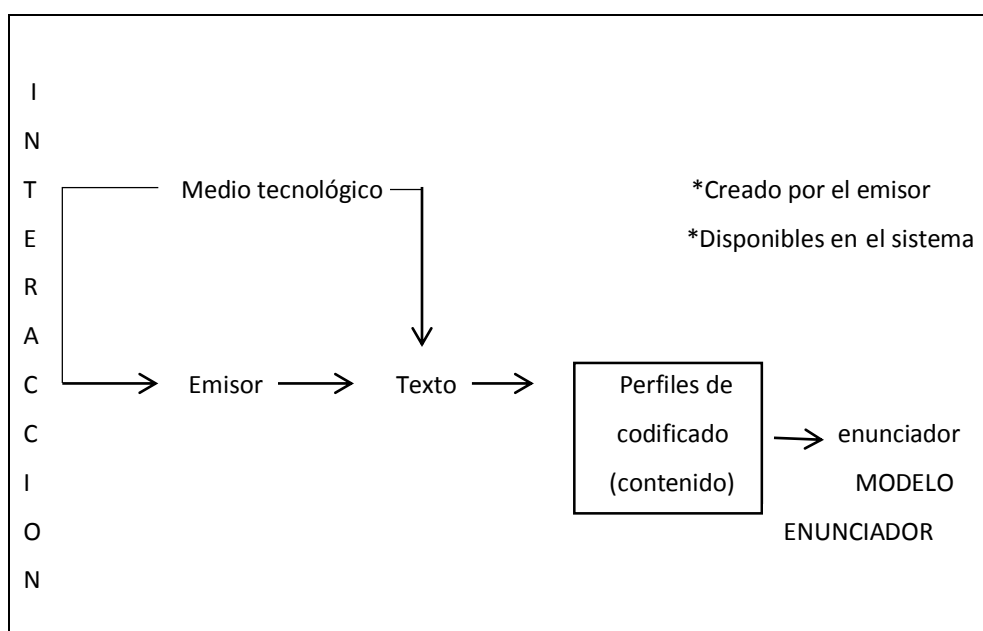 INTERACCION
Medio tecnológico
*Creado por el emisor
*Disponibles en el sistema
Emisor
Texto
Perfiles de
codificado
(contenido)
enunciador
MODELO
ENUNCIADOR